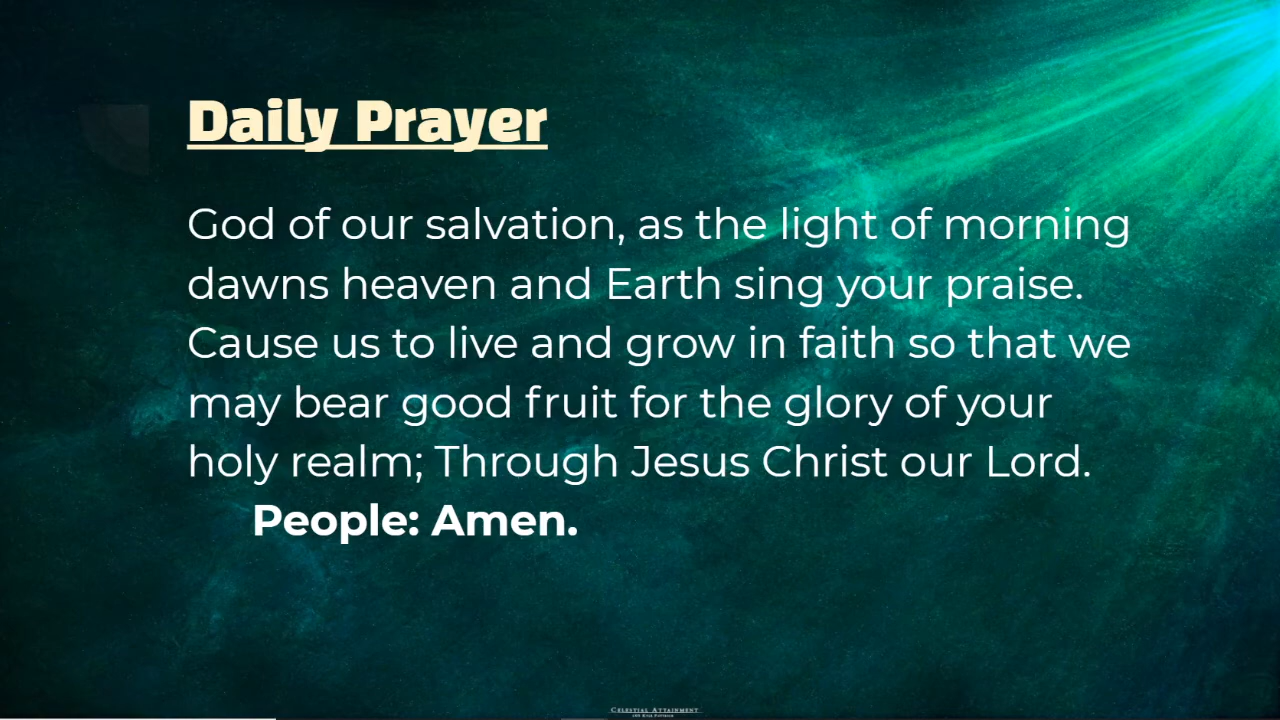 Daily Prayer
God of our salvation, as the light of morning
dawns heaven and Earth sing your praise.
Cause us to live and grow in faith so that we
may bear good fruit for the glory of your
holy realm; Through Jesus Christ our Lord.
People: Amen.
Celestial Attainment